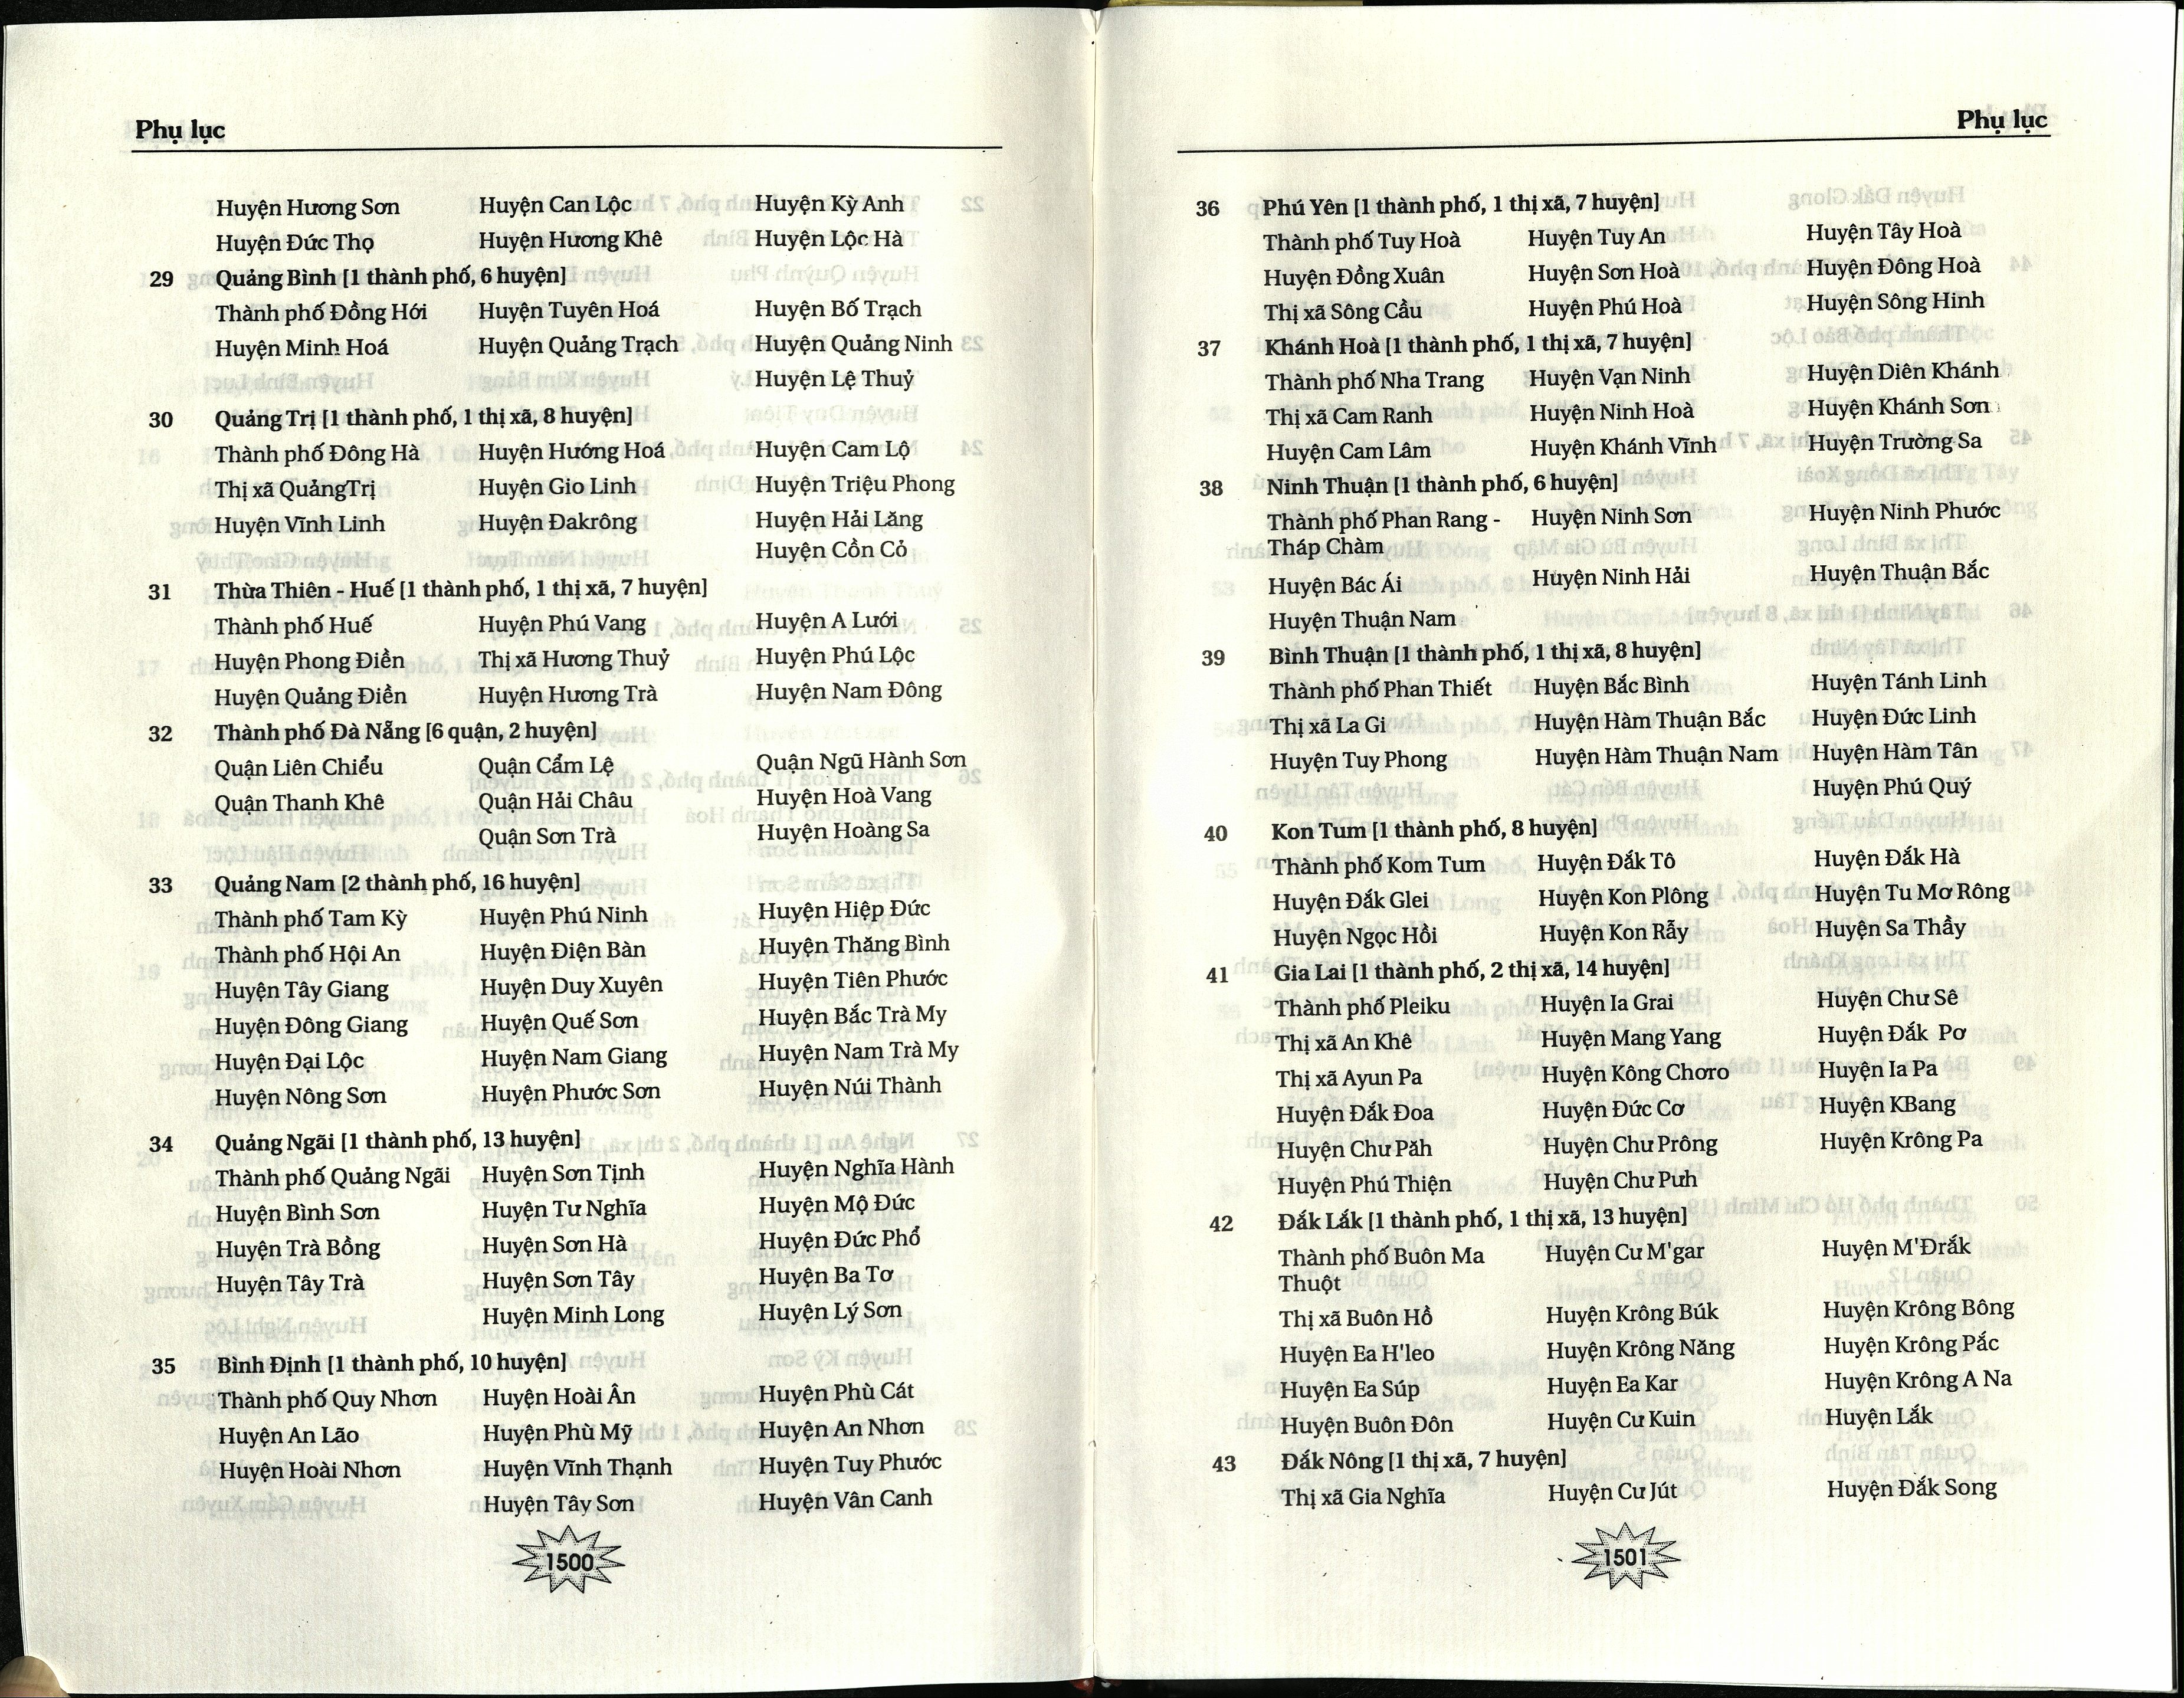 Phụ lục
Huyện Hương Sơn Huyện Can Lộc Huyện Kỳ Anh
Huyện Đức Thọ Huyện Hương Khê Huyện Lộc Hà
29 Quảng Bình [1 thành phố, 6 huyện]
Thành phố Đồng Hới Huyện Tuyên Hoá Huyện Bố Trạch
Huyện Minh Hoá Huyện Quảng Trạch Huyện Quảng Ninh
Huyện Lệ Thuỷ
30 Quảng Trị [1 thành phố, 1 thị xã, 8 huyện]
Thành phố Đông Hà Huyện Hướng Hoá Huyện Cam Lộ
Thị xã QuảngTrị Huyện Gio Linh Huyện Triệu Phong
Huyện Vĩnh Linh Huyện Đakrông Huyện Hải Lăng
Huyện Cồn Cỏ
31 Thừa Thiên - Huế [1 thành phố, 1 thị xã, 7 huyện]
Thành phố Huế Huyện Phú Vang Huyện A Lưới
Huyện Phong Điền Thị xã Hương Thuỷ Huyện Phú Lộc
Huyện Quảng Điền Huyện Hương Trà Huyện Nam Đông
32 Thành phố Đà Nẵng [6 quận, 2 huyện]
Quận Liên Chiểu Quận Cẩm Lệ Quận Ngũ Hành Sơn
Quận Thanh Khê Quận Hải Châu Huyện Hoà Vang
Quận Sơn Trà Huyện Hoàng Sa
33 Quảng Nam [2 thành phố, 16 huyện]
Thành phố Tam Kỳ Huyện Phú Ninh Huyện Hiệp Đức
Thành phố Hội An Huyện Điện Bàn Huyện Thăng Bình
Huyện Tây Giang Huyện Duy Xuyên Huyện Tiên Phước
Huyện Đông Giang Huyện Quế Sơn Huyện Bắc Trà My
Huyện Đại Lộc Huyện Nam Giang Huyện Nam Trà My
Huyện Nông Sơn Huyện Phước Sơn Huyện Núi Thành
34 Quảng Ngãi [1 thành phố, 13 huyện]
Thành phố Quảng Ngãi Huyện Sơn Tịnh Huyện Nghĩa Hành
Huyện Bình Sơn Huyện Tư Nghĩa Huyện Mộ Đức
Huyện Trà Bồng Huyện Sơn Hà Huyện Đức Phổ
Huyện Tây Trà Huyện Sơn Tây Huyện Ba Tơ
Huyện Minh Long Huyện Lý Sơn
35 Bình Định [1 thành phố, 10 huyện]
Thành phố Quy Nhơn Huyện Hoài Ân Huyện Phù Cát
Huyện An Lão Huyện Phù Mỹ Huyện An Nhơn
Huyện Hoài Nhơn Huyện Vĩnh Thạnh Huyện Tuy Phước
Huyện Tây Sơn Huyện Vân Canh
1500
Phụ lục
36 Phú Yên [1 thành phố, 1 thị xã, 7 huyện]
Thành phố Tuy Hoà Huyện Tuy An Huyện Tây Hoà
Huyện Đồng Xuân Huyện Sơn Hoà Huyện Đông Hoà
Thị xã Sông Cầu Huyện Phú Hoà Huyện Sông Hinh
37 Khánh Hoà [1 thành phố, 1 thị xã, 7 huyện]
Thành phố Nha Trang Huyện Vạn Ninh Huyện Diên Khánh
Thị xã Cam Ranh Huyện Ninh Hoà Huyện Khánh Sơn
Huyện Cam Lâm Huyện Khánh Vĩnh Huyện Trường Sa
38 Ninh Thuận [1 thành phố, 6 huyện]
Thành phố Phan Rang - Huyện Ninh Sơn Huyện Ninh Phước
Tháp Chàm
Huyện Bác Ái Huyện Ninh Hải Huyện Thuận Bắc
Huyện Thuận Nam
39 Bình Thuận [1 thành phố, 1 thị xã, 8 huyện]
Thành phố Phan Thiết Huyện Bắc Bình Huyện Tánh Linh
Thị xã La Gi Huyện Hàm Thuận Bắc Huyện Đức Linh
Huyện Tuy Phong Huyện Hàm Thuận Nam Huyện Hàm Tân
Huyện Phú Quý
40 Kon Tum [1 thành phố, 8 huyện]
Thành phố Kom Tum Huyện Đắk Tô Huyện Đắk Hà
Huyện Đắk Glei Huyện Kon Plông Huyện Tu Mơ Rông
Huyện Ngọc Hồi Huyện Kon Rẫy Huyện Sa Thầy
41 Gia Lai [1 thành phố, 2 thị xã, 14 huyện]
Thành phố Pleiku Huyện Ia Grai Huyện Chư Sê
Thị xã An Khê Huyện Mang Yang Huyện Đắk Pơ
Thị xã Ayun Pa Huyện Kông Chơro Huyện Ia Pa
Huyện Đắk Đoa Huyện Đức Cơ Huyện KBang
Huyện Chư Păh Huyện Chư Prông Huyện Krông Pa
Huyện Phú Thiện Huyện Chư Pưh
42 Đắk Lắk [1 thành phố, 1 thị xã, 13 huyện]
Thành phố Buôn Ma Huyện Cư M'gar Huyện M'Đrắk
Thuột
Thị xã Buôn Hồ Huyện Krông Búk Huyện Krông Bông
Huyện Ea H'leo Huyện Krông Năng Huyện Krông Pắc
Huyện Ea Súp Huyện Ea Kar Huyện Krông A Na
Huyện Buôn Đôn Huyện Cư Kuin Huyện Lắk
43 Đắk Nông [1 thị xã, 7 huyện]
Thị xã Gia Nghĩa Huyện Cư Jút Huyện Đắk Song
1501